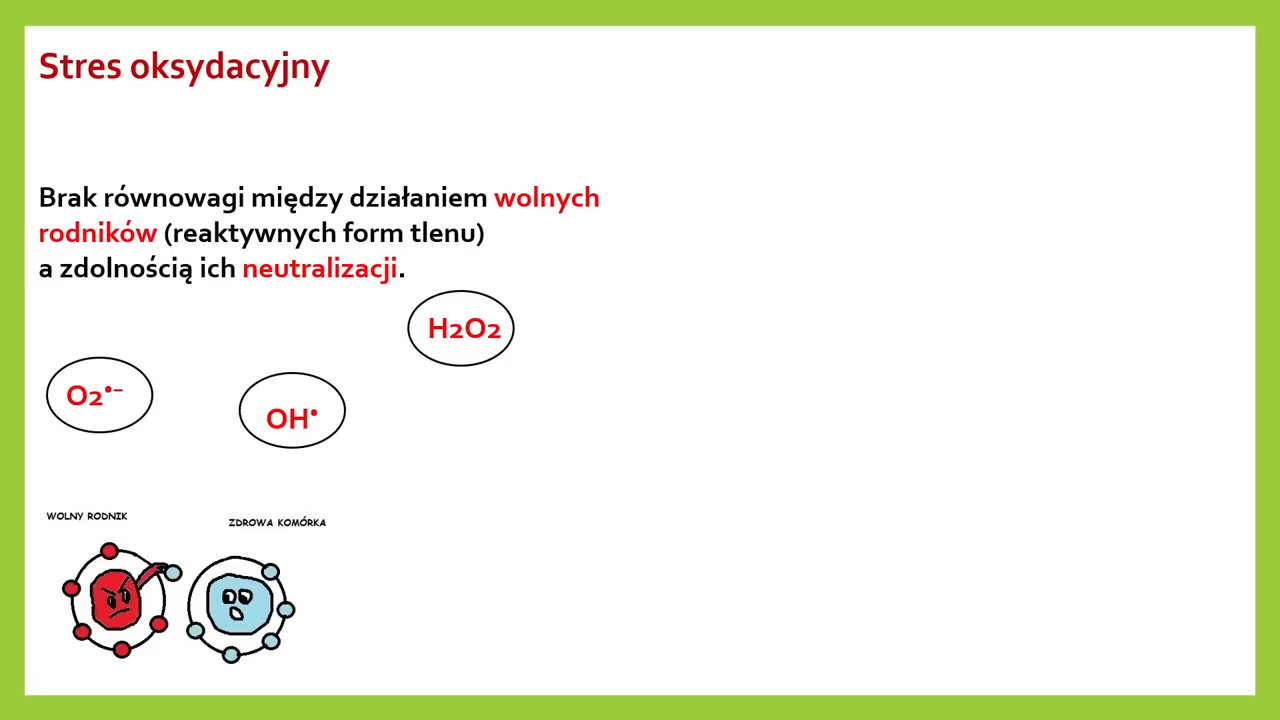 Stres oksydacyjny
Brak równowagi między działaniem wolnych
rodników (reaktywnych form tlenu)
a zdolnością ich neutralizacji.
H2O2
O2•−
OH•
WOLNY RODNIK
ZDROWA KOMÓRKA